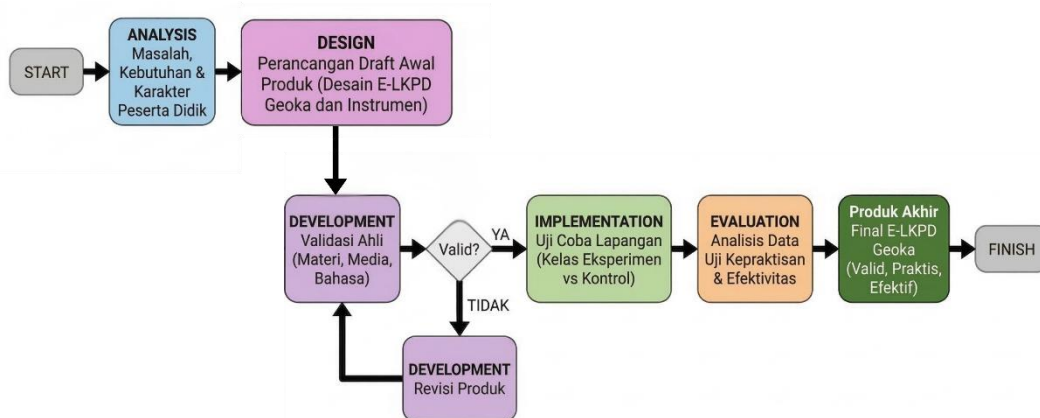 START
ANALYSIS
Masalah,
Kebutuhan &
Karakter
Peserta Didik
DESIGN
Perancangan Draft Awal
Produk (Desain E-LKPD
Geoka dan Instrumen)
DEVELOPMENT
Validasi Ahli
(Materi, Media,
Bahasa)
Valid?
YA
TIDAK
DEVELOPMENT
Revisi Produk
IMPLEMENTATION
Uji Coba Lapangan
(Kelas Eksperimen
vs Kontrol)
EVALUATION
Analisis Data
Uji Kepraktisan
& Efektivitas
Produk Akhir
Final E-LKPD
Geoka
(Valid, Praktis,
Efektif)
FINISH